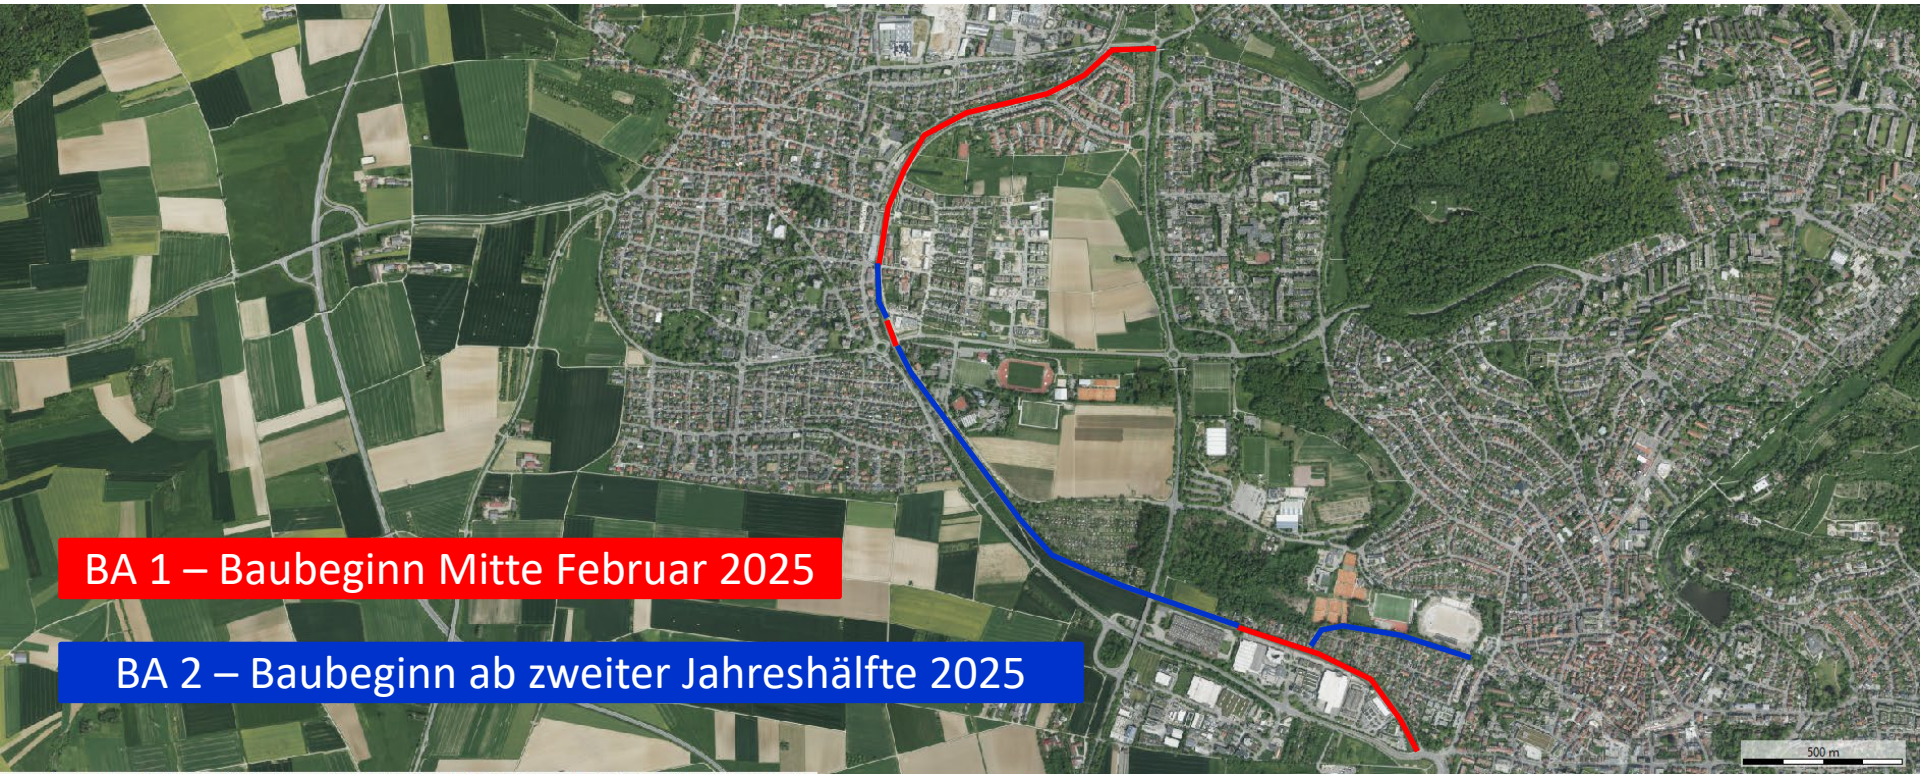 BA 1 – Baubeginn Mitte Februar 2025
BA 2 – Baubeginn ab zweiter Jahreshälfte 2025
500 m